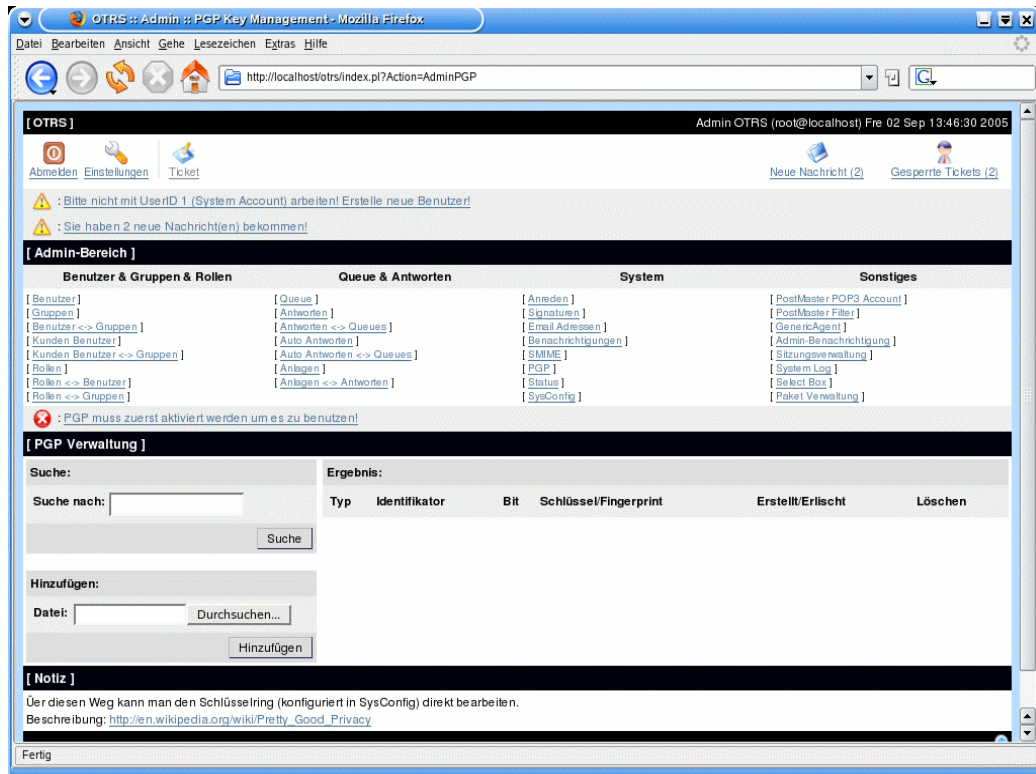 OTRS :: Admin :: PGP Key Management - Mozilla Firefox
Datei Bearbeiten Ansicht Gehe Lesezeichen Extras Hilfe
http://localhost/otrs/index.pl?Action=AdminPGP
G
[ OTRS ] Admin OTRS (root@localhost) Fre 02 Sep 13:46:30 2005
Abmelden Einstellungen Ticket Neue Nachricht (2) Gesperrte Tickets (2)
: Bitte nicht mit UserID 1 (System Account) arbeiten! Erstelle neue Benutzer!
: Sie haben 2 neue Nachricht(en) bekommen!
[ Admin-Bereich ]
Benutzer & Gruppen & Rollen Queue & Antworten System Sonstiges
[ Benutzer ] [ Queue ] [ Anreden ] [ PostMaster POP3 Account ]
[ Gruppen ] [ Antworten ] [ Signaturen ] [ PostMaster Filter ]
[ Benutzer <-> Gruppen ] [ Antworten <-> Queues ] [ Email Adressen ] [ GenericAgent ]
[ Kunden Benutzer ] [ Auto Antworten ] [ Benachrichtigungen ] [ Admin-Benachrichtigung ]
[ Kunden Benutzer <-> Gruppen ] [ Auto Antworten <-> Queues ] [ SMIME ] [ Sitzungsverwaltung ]
[ Rollen ] [ Anlagen ] [ PGP ] [ System Log ]
[ Rollen <-> Benutzer ] [ Anlagen <-> Antworten ] [ Status ] [ Select Box ]
[ Rollen <-> Gruppen ] [ SysConfig ] [ Paket Verwaltung ]
: PGP muss zuerst aktiviert werden um es zu benutzen!
[ PGP Verwaltung ]
Suche: Ergebnis:
Suche nach: Typ Identifikator Bit Schlüssel/Fingerprint Erstellt/Erlischt Löschen
Suche
Hinzufügen:
Datei: Durchsuchen...
Hinzufügen
[ Notiz ]
Üer diesen Weg kann man den Schlüsselring (konfiguriert in SysConfig) direkt bearbeiten.
Beschreibung: http://en.wikipedia.org/wiki/Pretty_Good_Privacy
Fertig